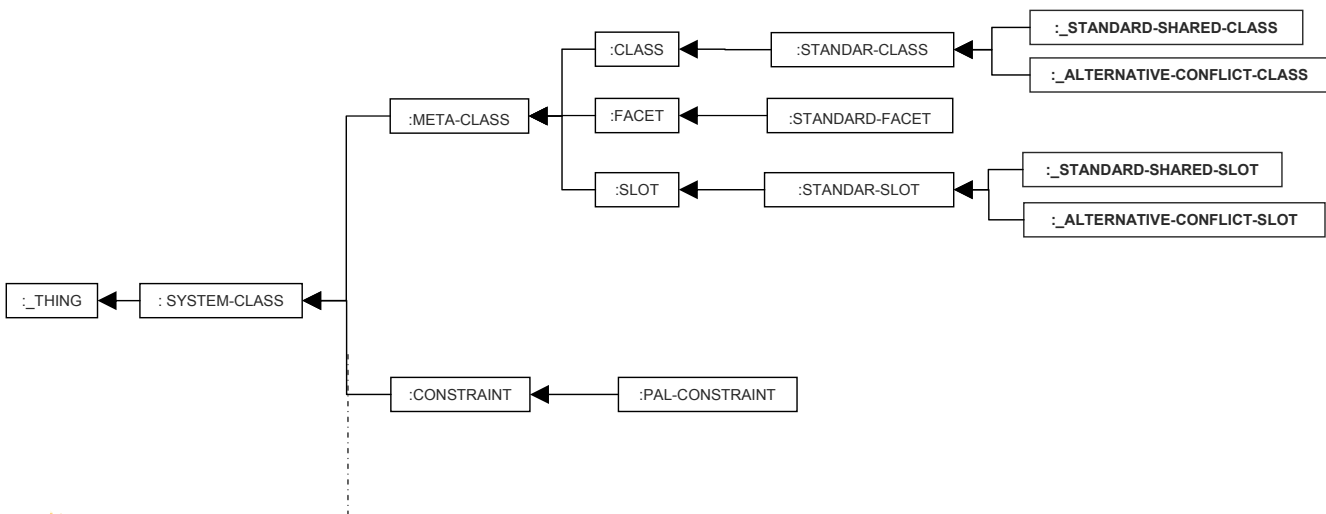 :_STANDARD-SHARED-CLASS
:CLASS
:STANDAR-CLASS
:_ALTERNATIVE-CONFLICT-CLASS
:META-CLASS
:FACET
:STANDARD-FACET
:_STANDARD-SHARED-SLOT
:SLOT
:STANDAR-SLOT
:_ALTERNATIVE-CONFLICT-SLOT
:_THING
: SYSTEM-CLASS
:CONSTRAINT
:PAL-CONSTRAINT